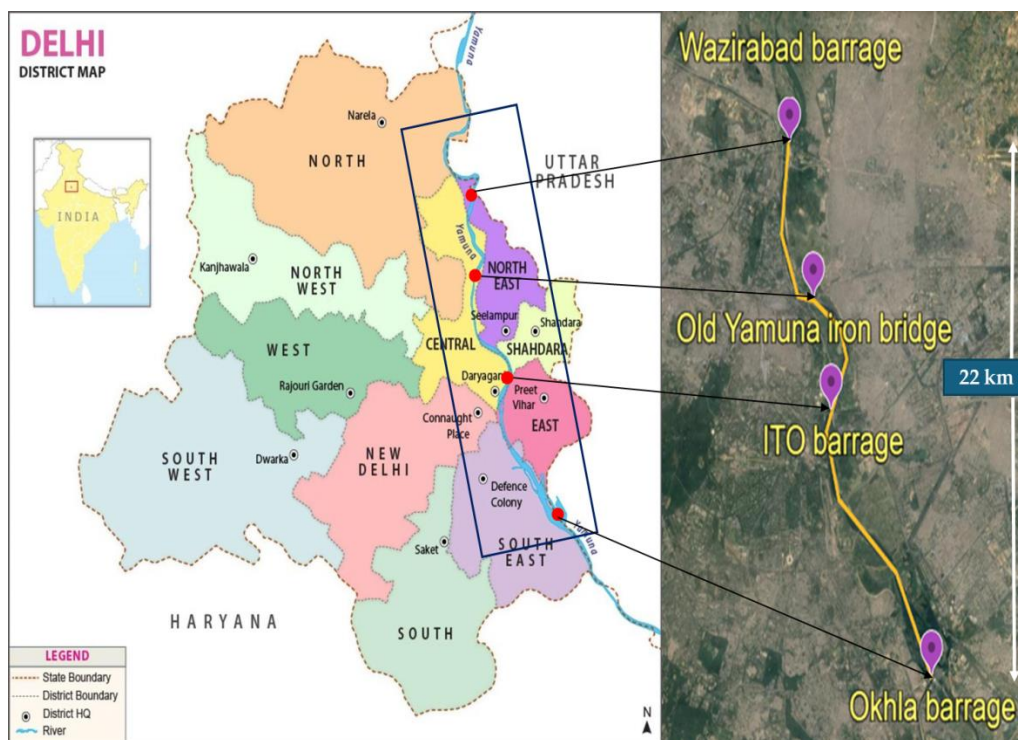 DELHI
DISTRICT MAP
INDIA
Yamuna
Narela
NORTH
UTTAR
PRADESH
Yamuna
Kanjhawala
NORTH
WEST
NORTH
EAST
Seelampur
Shandara
SHAHDARA
CENTRAL
WEST
Rajouri Garden
Daryaganj
Preet
Vihar
EAST
Connaught
Place
SOUTH
WEST
Dwarka
NEW
DELHI
Defence
Colony
Saket
SOUTH
EAST
Yamuna
HARYANA
SOUTH
LEGEND
State Boundary
District Boundary
District HQ
River
N
Wazirabad barrage
Old Yamuna iron bridge
22 km
ITO barrage
Okhla barrage